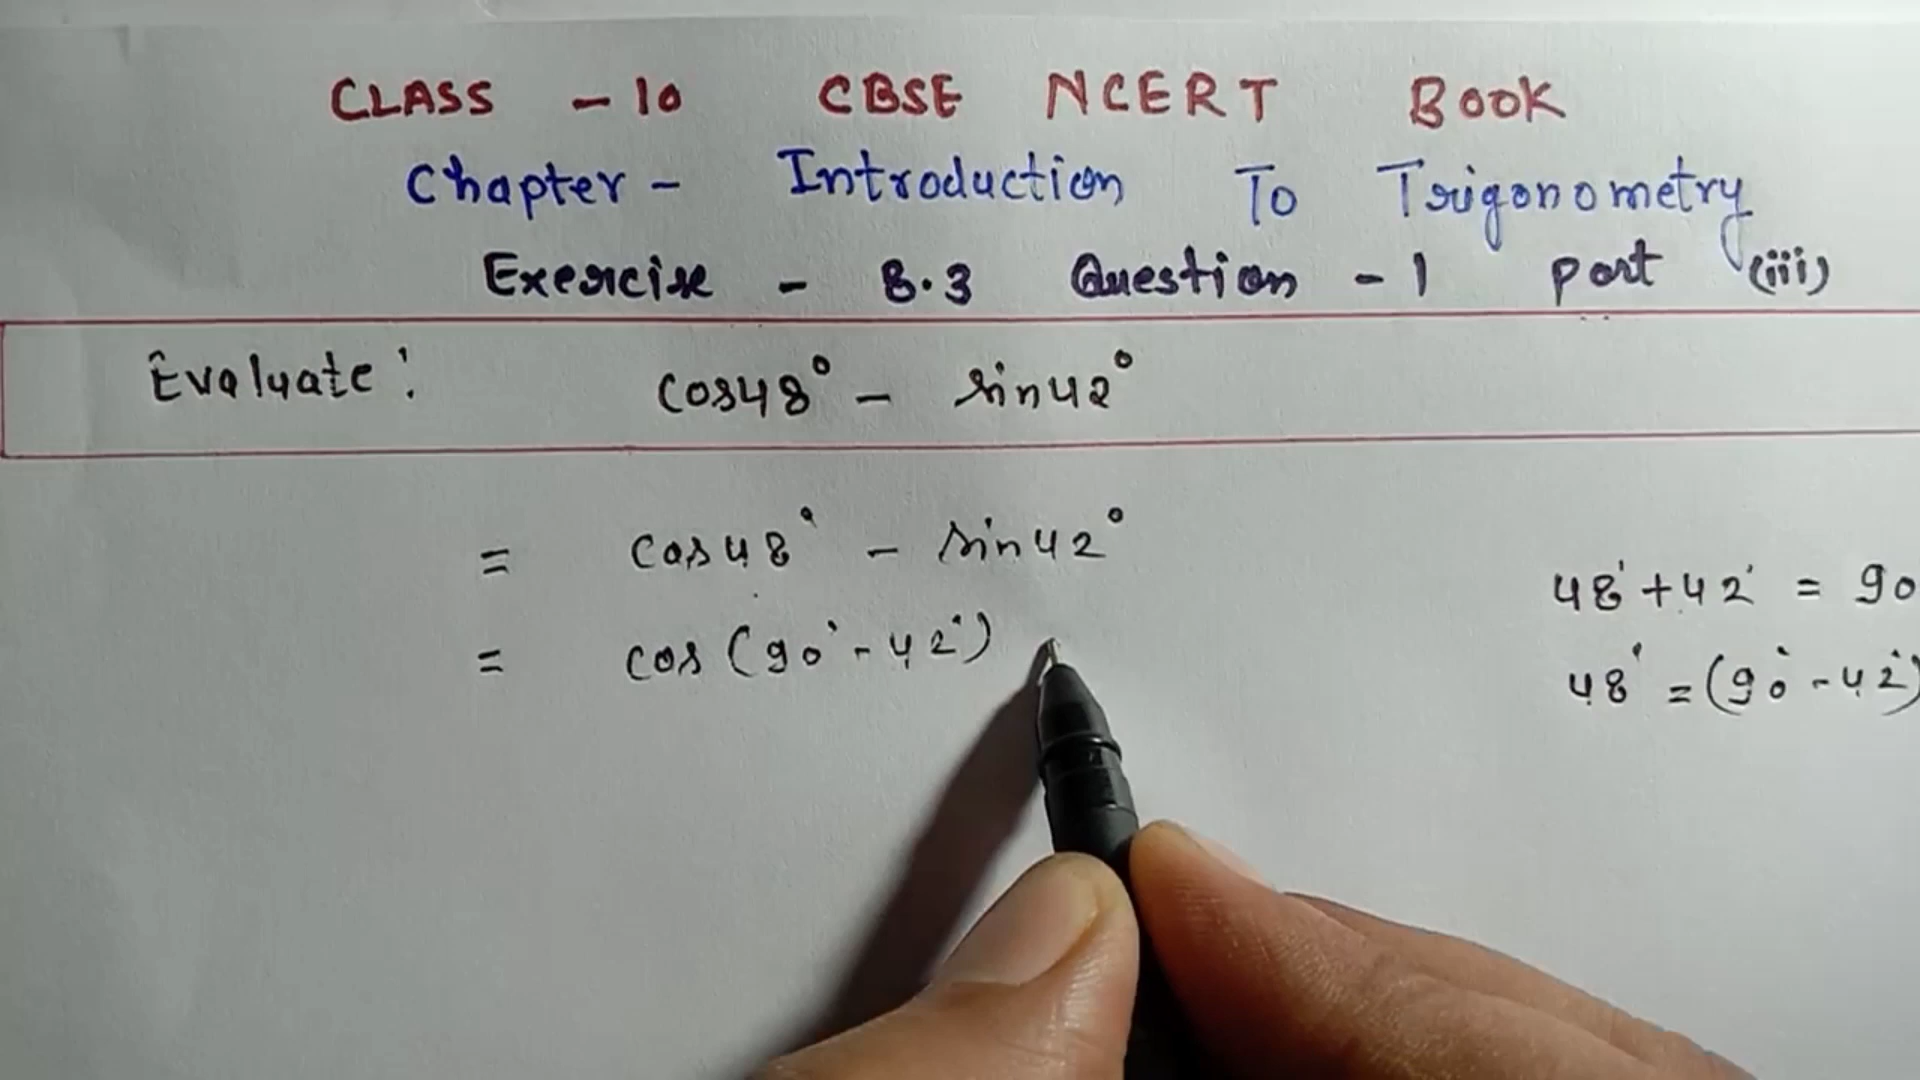 CLASS - 10 CBSE NCERT BOOK
Chapter - Introduction To Trigonometry
Exercise - 8.3 Question - 1 part (iii)
Evaluate: cos48° - sin42°
= cos48° - sin42°
48° + 42° = 90
= cos (90° - 42°)
48° = (90° - 42°)